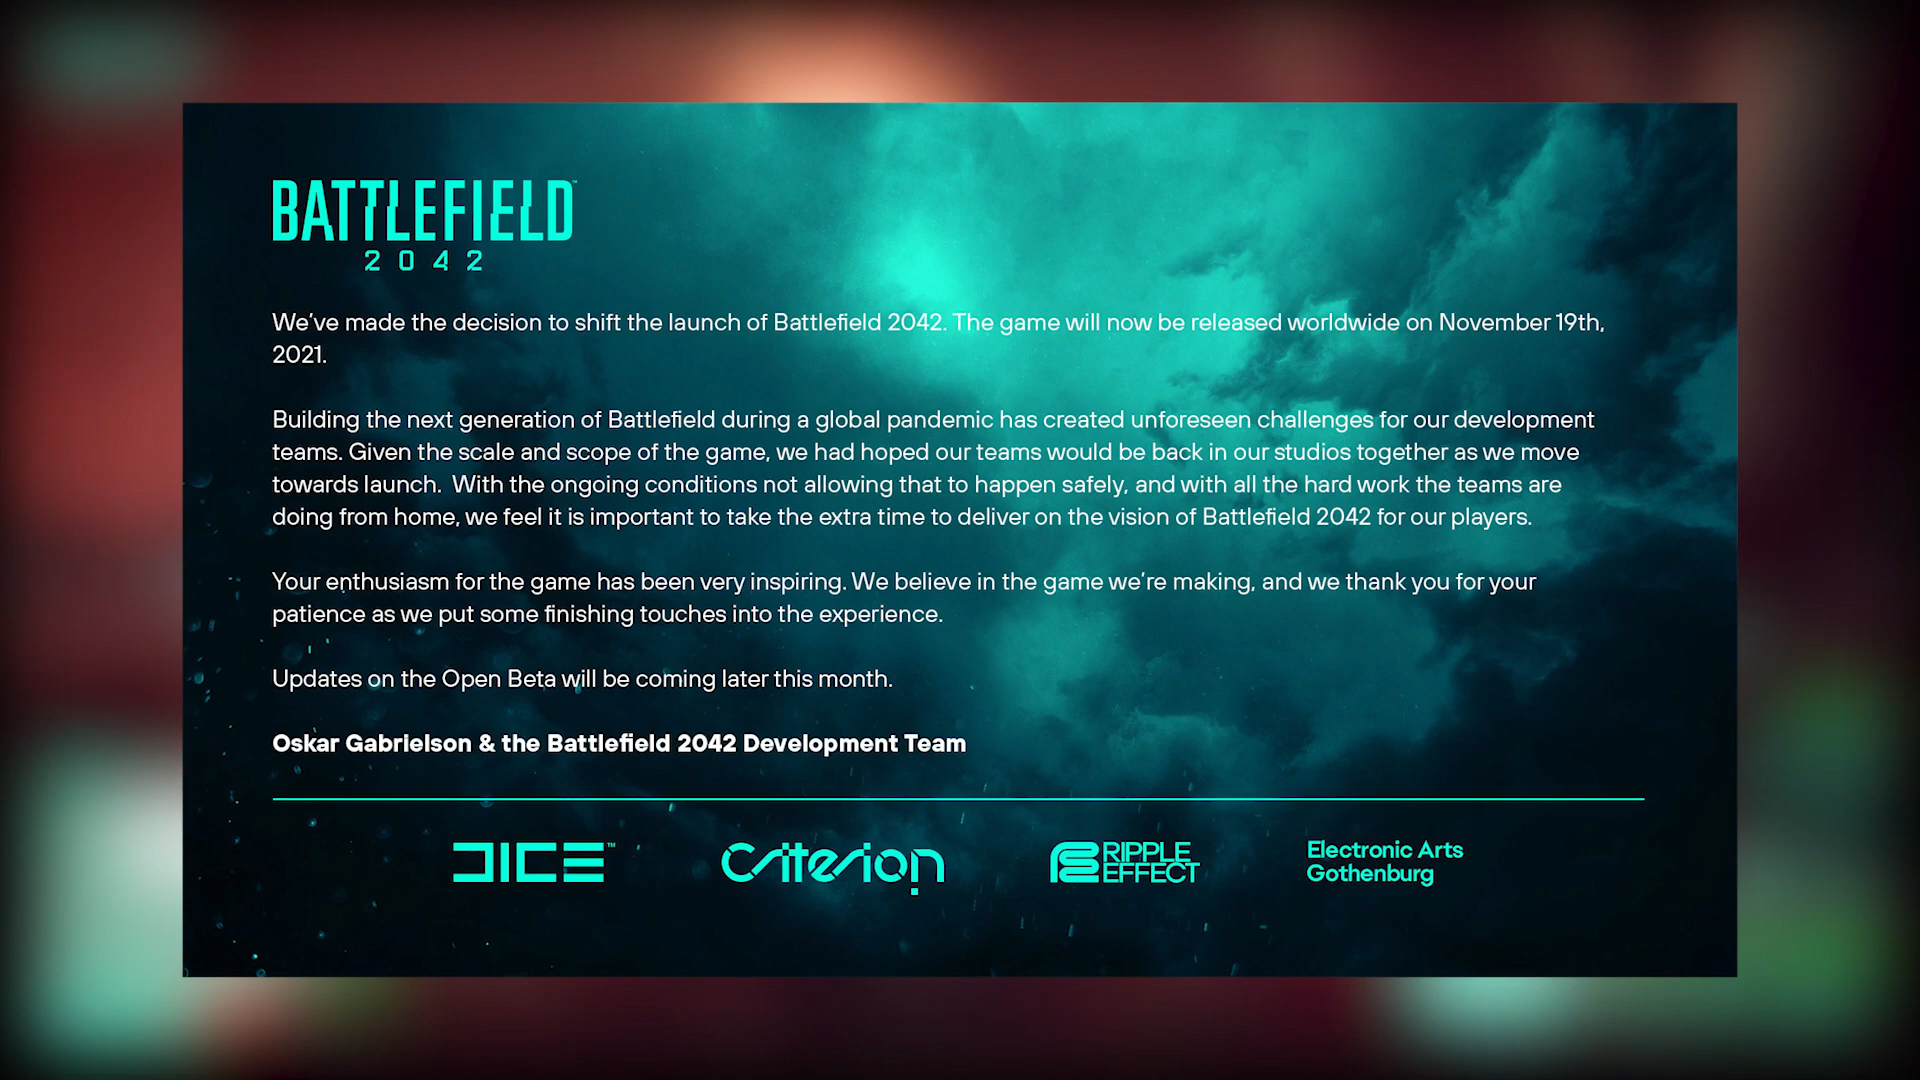 BATTLEFIELD™
2042
We’ve made the decision to shift the launch of Battlefield 2042. The game will now be released worldwide on November 19th,
2021.
Building the next generation of Battlefield during a global pandemic has created unforeseen challenges for our development
teams. Given the scale and scope of the game, we had hoped our teams would be back in our studios together as we move
towards launch.  With the ongoing conditions not allowing that to happen safely, and with all the hard work the teams are
doing from home, we feel it is important to take the extra time to deliver on the vision of Battlefield 2042 for our players.
Your enthusiasm for the game has been very inspiring. We believe in the game we’re making, and we thank you for your
patience as we put some finishing touches into the experience.
Updates on the Open Beta will be coming later this month.
Oskar Gabrielson & the Battlefield 2042 Development Team
DICE™
Criterion
RIPPLE
EFFECT
Electronic Arts
Gothenburg